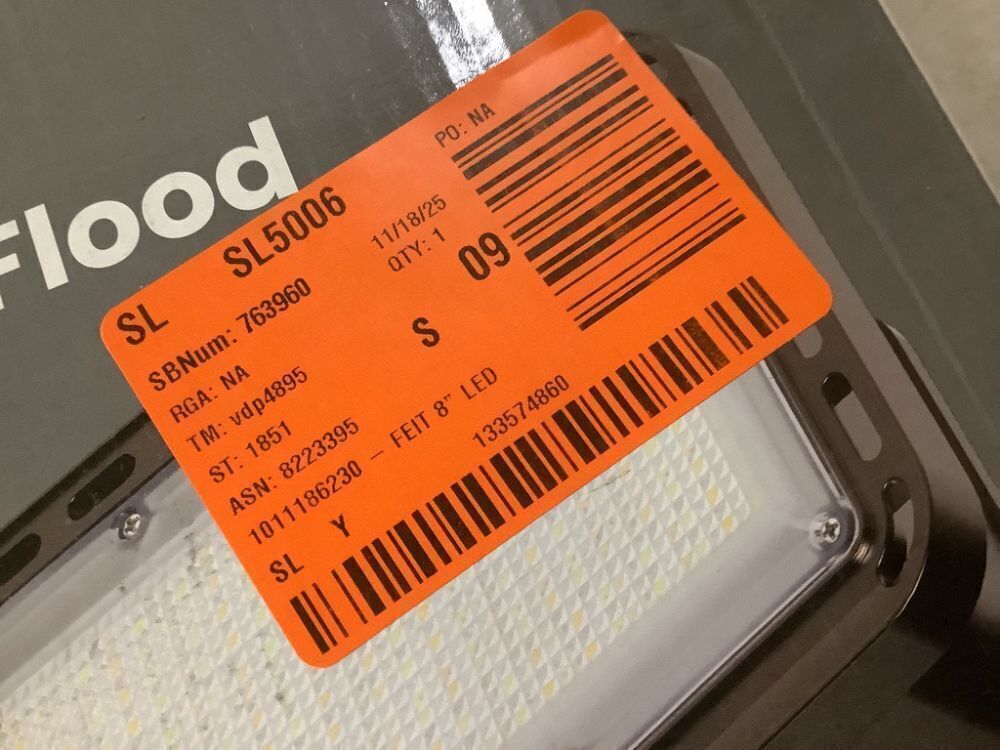 Flood
SL SL5006 PO: NA
SBNum: 763960 11/18/25
RGA: NA QTY: 1
TM: vdp4895 S 09
ST: 1851
ASN: 8223395
1011186230 – FEIT 8" LED
SL Y 133574860